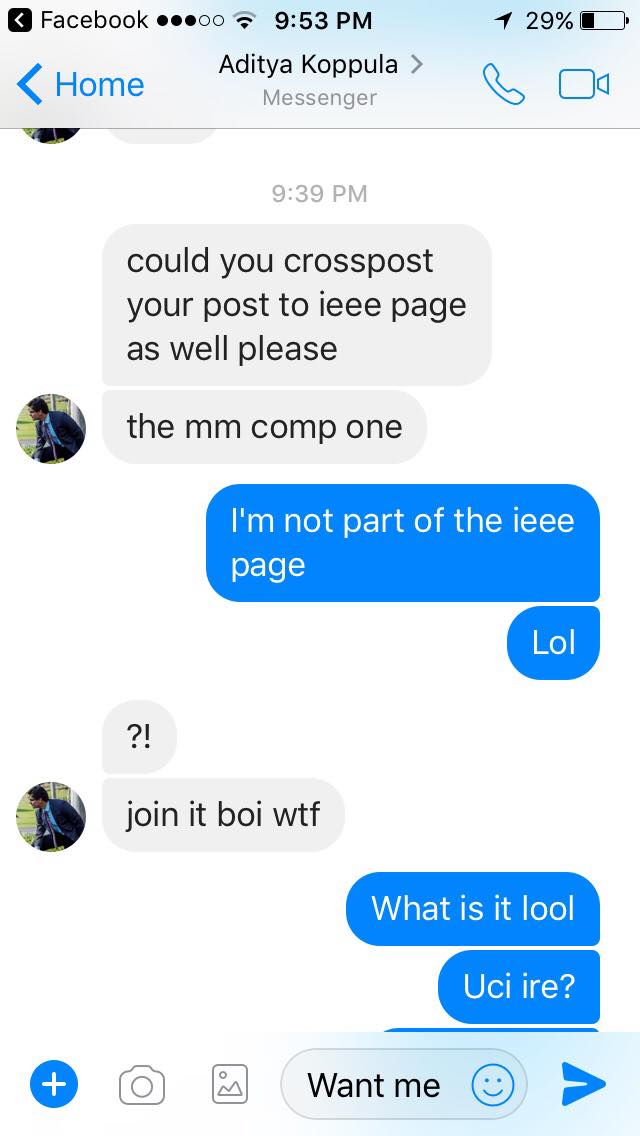 Facebook 9:53 PM 29%
Home Aditya Koppula
Messenger
9:39 PM
could you crosspost
your post to ieee page
as well please
the mm comp one
I'm not part of the ieee
page
Lol
?!
join it boi wtf
What is it lool
Uci ire?
Want me